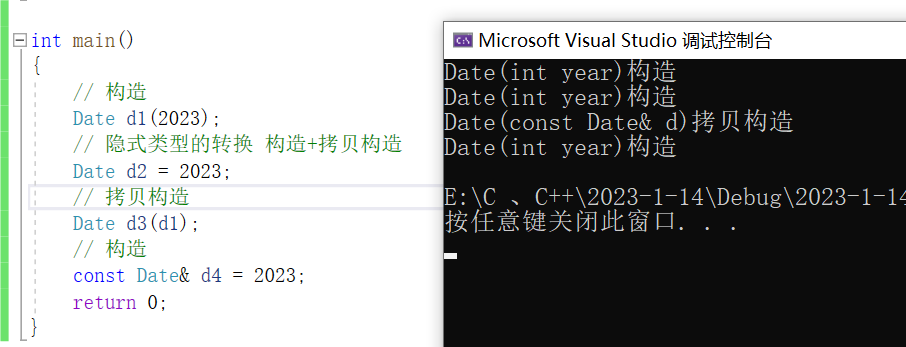 int main()
{
// 构造
Date d1(2023);
// 隐式类型的转换 构造+拷贝构造
Date d2 = 2023;
// 拷贝构造
Date d3(d1);
// 构造
const Date& d4 = 2023;
return 0;
}
Microsoft Visual Studio 调试控制台
Date(int year)构造
Date(int year)构造
Date(const Date& d)拷贝构造
Date(int year)构造
E:\C 、C++\2023-1-14\Debug\2023-1-14
按任意键关闭此窗口. . .